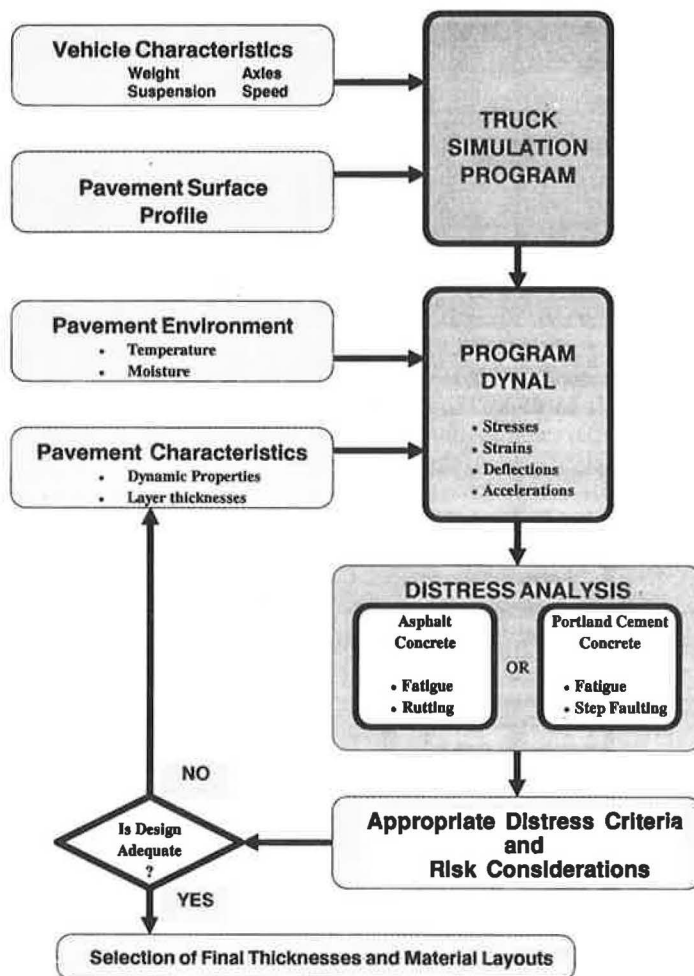 Vehicle Characteristics
Weight Axles
Suspension Speed
TRUCK
SIMULATION
PROGRAM
Pavement Surface
Profile
Pavement Environment
• Temperature
• Moisture
PROGRAM
DYNAL
• Stresses
• Strains
• Deflections
• Accelerations
Pavement Characteristics
• Dynamic Properties
• Layer thicknesses
DISTRESS ANALYSIS
Asphalt
Concrete
• Fatigue
• Rutting
OR
Portland Cement
Concrete
• Fatigue
• Step Faulting
NO
Is Design
Adequate
?
YES
Appropriate Distress Criteria
and
Risk Considerations
Selection of Final Thicknesses and Material Layouts